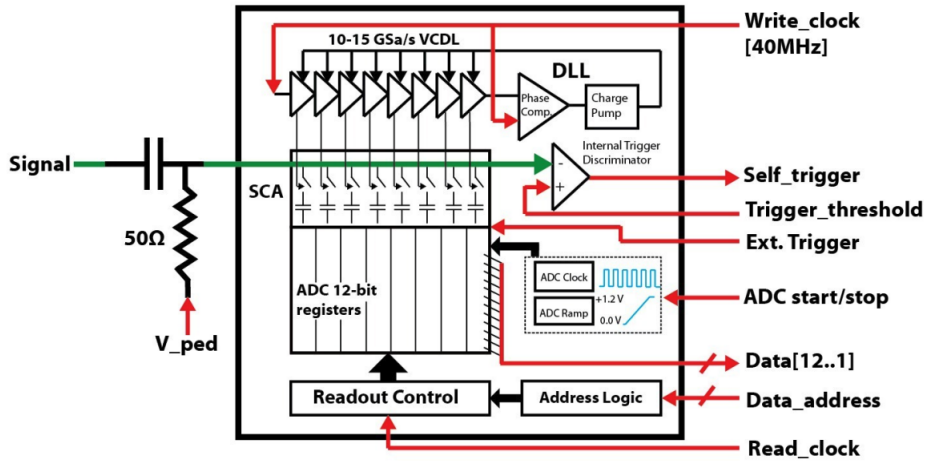 Write_clock
[40MHz]
10-15 GSa/s VCDL
DLL
Phase
Comp.
Charge
Pump
Internal Trigger
Discriminator
Signal
-
+
Self_trigger
SCA
Trigger_threshold
50Ω
Ext. Trigger
ADC Clock
ADC 12-bit
registers
+1.2 V
ADC start/stop
ADC Ramp
0.0 V
V_ped
Data[12..1]
Readout Control
Address Logic
Data_address
Read_clock